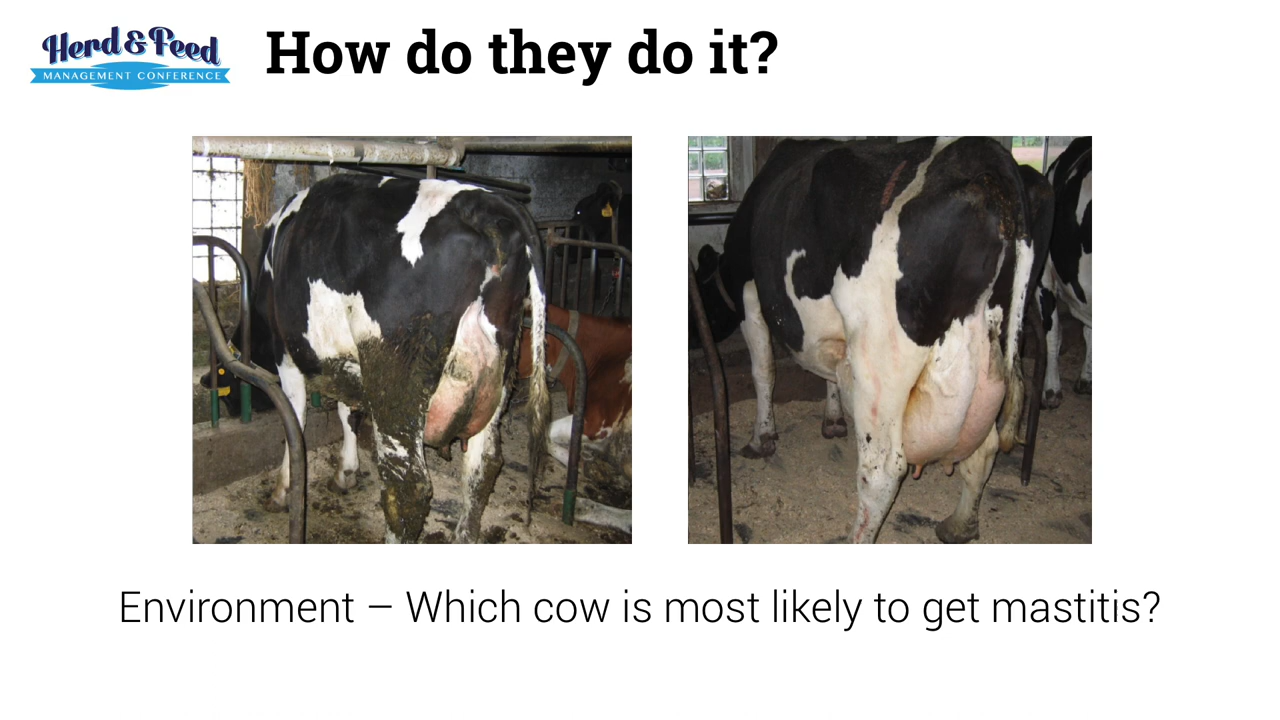 Herd & Feed
MANAGEMENT CONFERENCE
How do they do it?
Environment – Which cow is most likely to get mastitis?